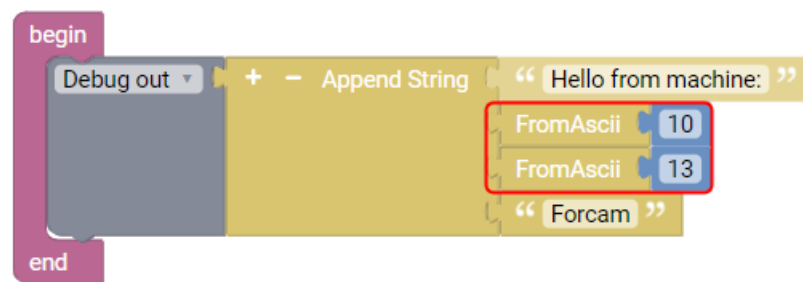 begin
Debug out + − Append String “ Hello from machine: ”
FromAscii 10
FromAscii 13
“ Forcam ”
end